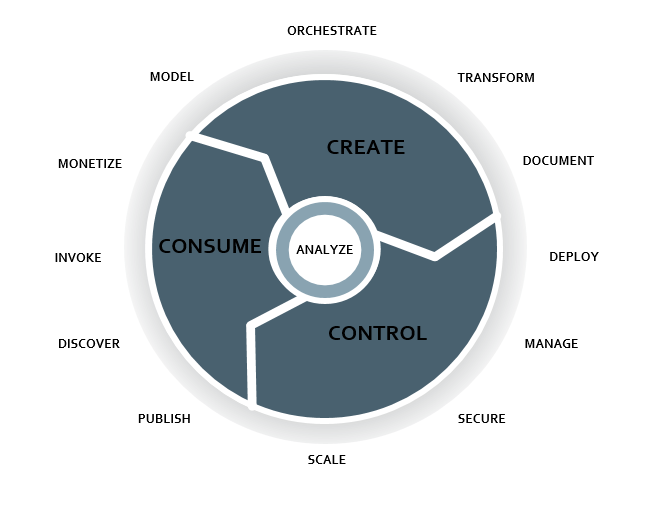 ORCHESTRATE
MODEL
TRANSFORM
CREATE
MONETIZE
DOCUMENT
CONSUME
ANALYZE
INVOKE
DEPLOY
CONTROL
DISCOVER
MANAGE
PUBLISH
SECURE
SCALE